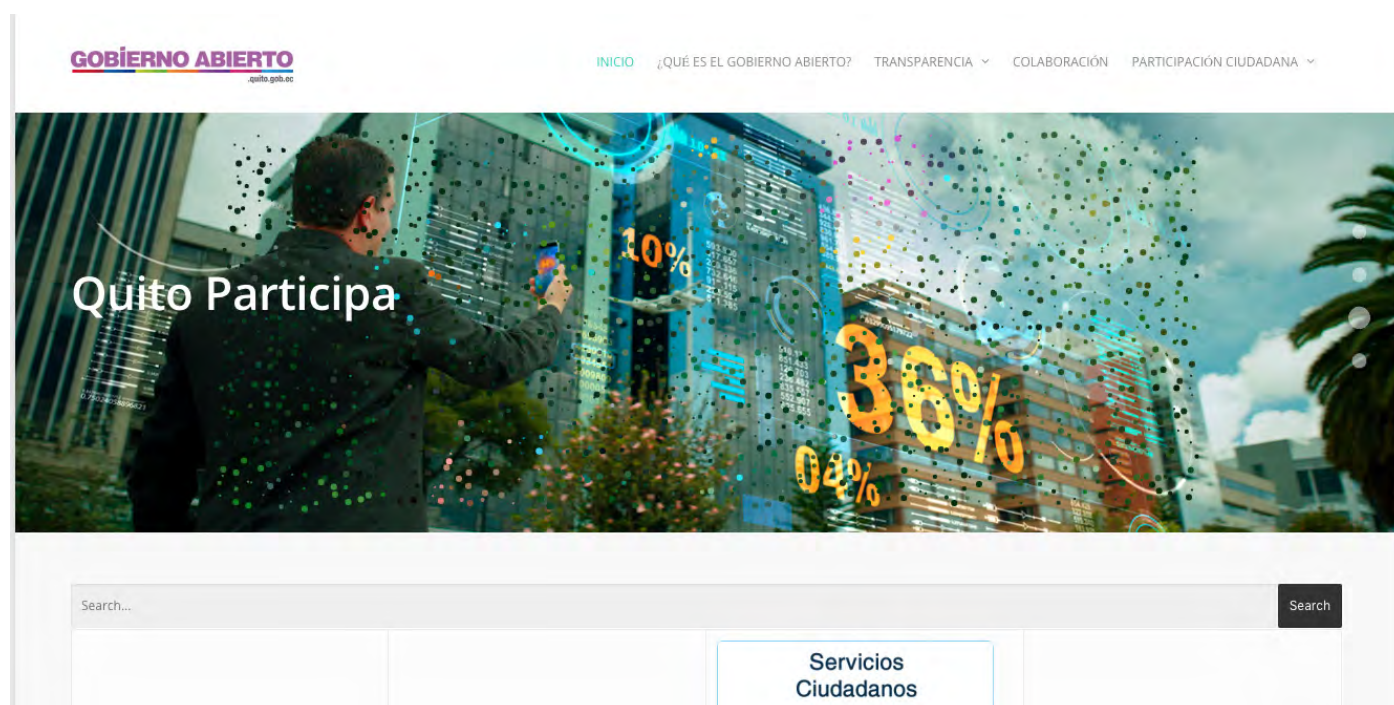 GOBIERNO ABIERTO
.quito.gob.ec
INICIO ¿QUÉ ES EL GOBIERNO ABIERTO? TRANSPARENCIA COLABORACIÓN PARTICIPACIÓN CIUDADANA
10%
Quito Participa
36%
04%
Search...
Search
Servicios
Ciudadanos